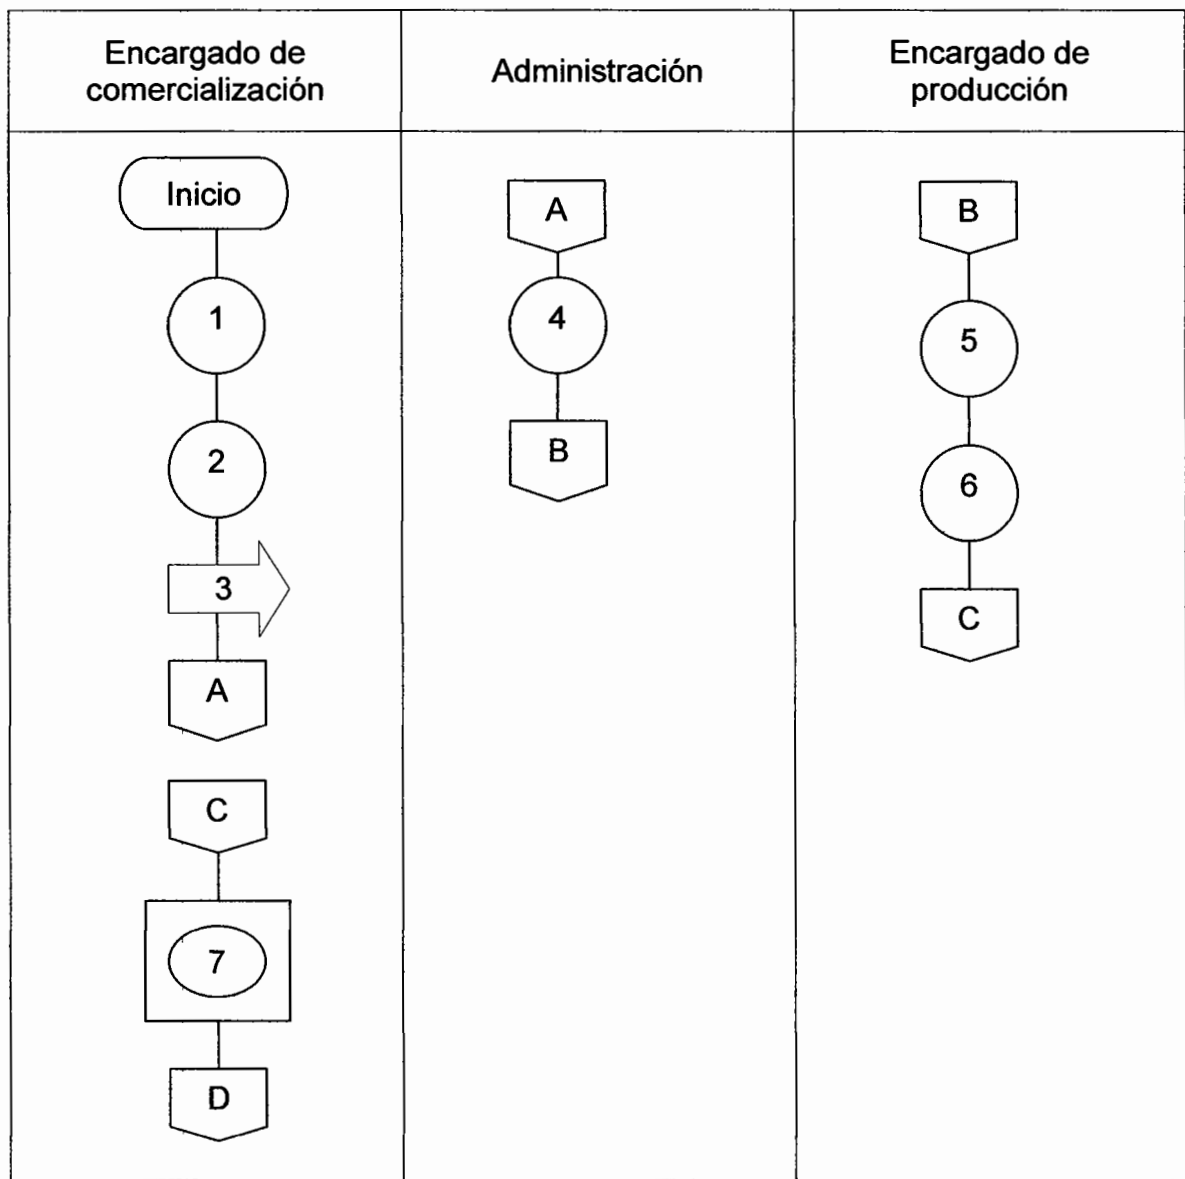 Encargado de
comercialización
Administración
Encargado de
producción
Inicio
1
2
3
A
C
7
D
A
4
B
B
5
6
C